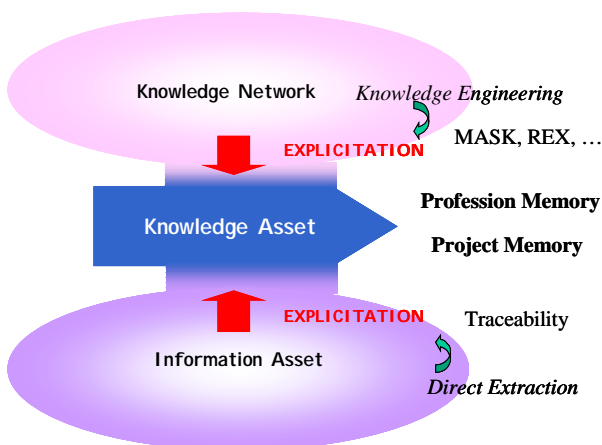 Knowledge Network
Knowledge Engineering
EXPLICITATION
MASK, REX, …
Knowledge Asset
Profession Memory
Project Memory
EXPLICITATION
Traceability
Information Asset
Direct Extraction